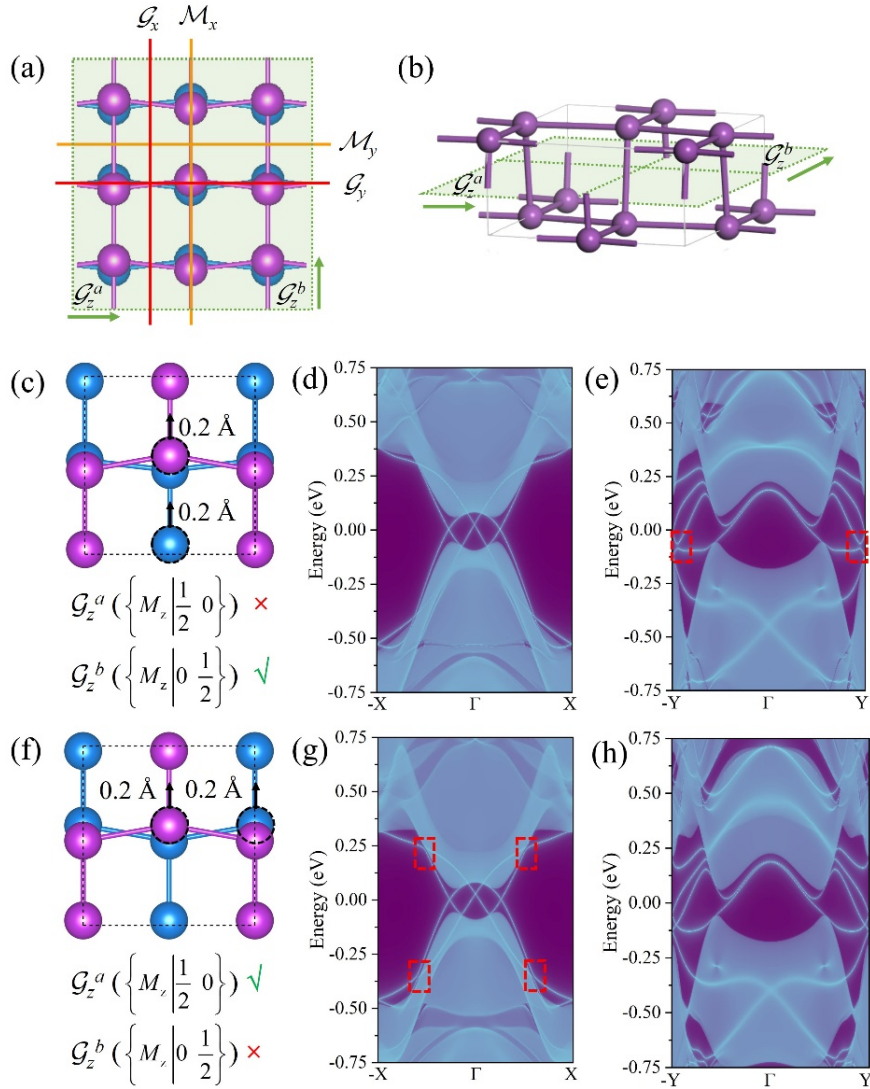 𝒢x ℳx
(a)
(b)
ℳy
𝒢y
𝒢z^a 𝒢z^b
𝒢z^a 𝒢z^b
(c)
0.2 Å
0.2 Å
𝒢z^a ( { Mz | 1/2 0 } ) ×
𝒢z^b ( { Mz | 0 1/2 } ) √
(d)
Energy (eV)
0.75
0.50
0.25
0.00
-0.25
-0.50
-0.75
-X Γ X
(e)
Energy (eV)
0.75
0.50
0.25
0.00
-0.25
-0.50
-0.75
-Y Γ Y
(f)
0.2 Å 0.2 Å
𝒢z^a ( { Mz | 1/2 0 } ) √
𝒢z^b ( { Mz | 0 1/2 } ) ×
(g)
Energy (eV)
0.75
0.50
0.25
0.00
-0.25
-0.50
-0.75
-X Γ X
(h)
Energy (eV)
0.75
0.50
0.25
0.00
-0.25
-0.50
-0.75
-Y Γ Y